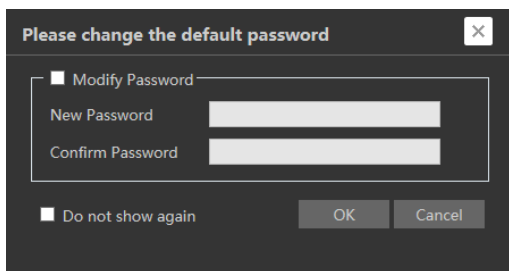 Please change the default password
Modify Password
New Password
Confirm Password
Do not show again
OK
Cancel